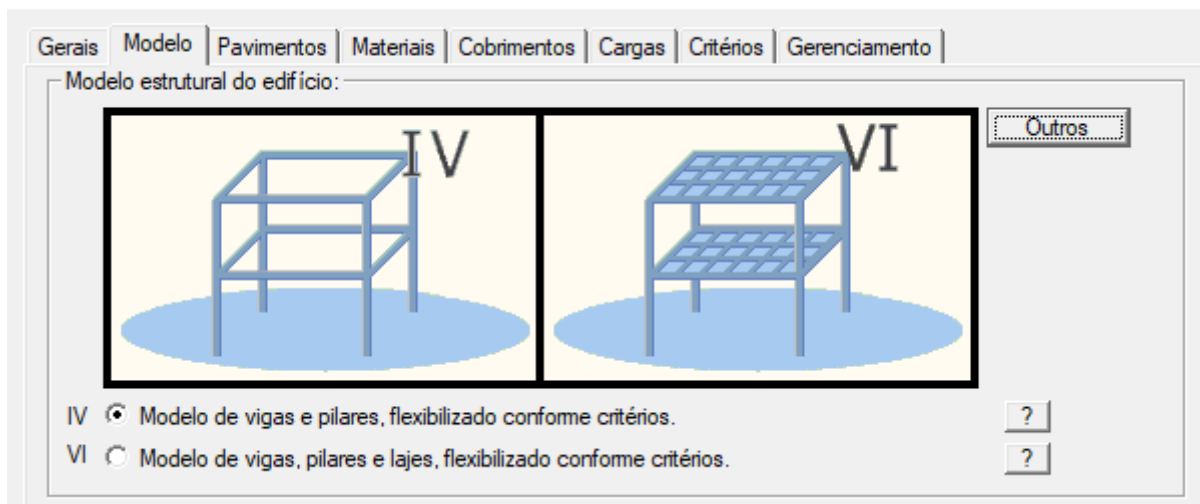 Gerais Modelo Pavimentos Materiais Cobrimentos Cargas Critérios Gerenciamento
Modelo estrutural do edifício:
IV VI Outros
IV Modelo de vigas e pilares, flexibilizado conforme critérios. ?
VI Modelo de vigas, pilares e lajes, flexibilizado conforme critérios. ?